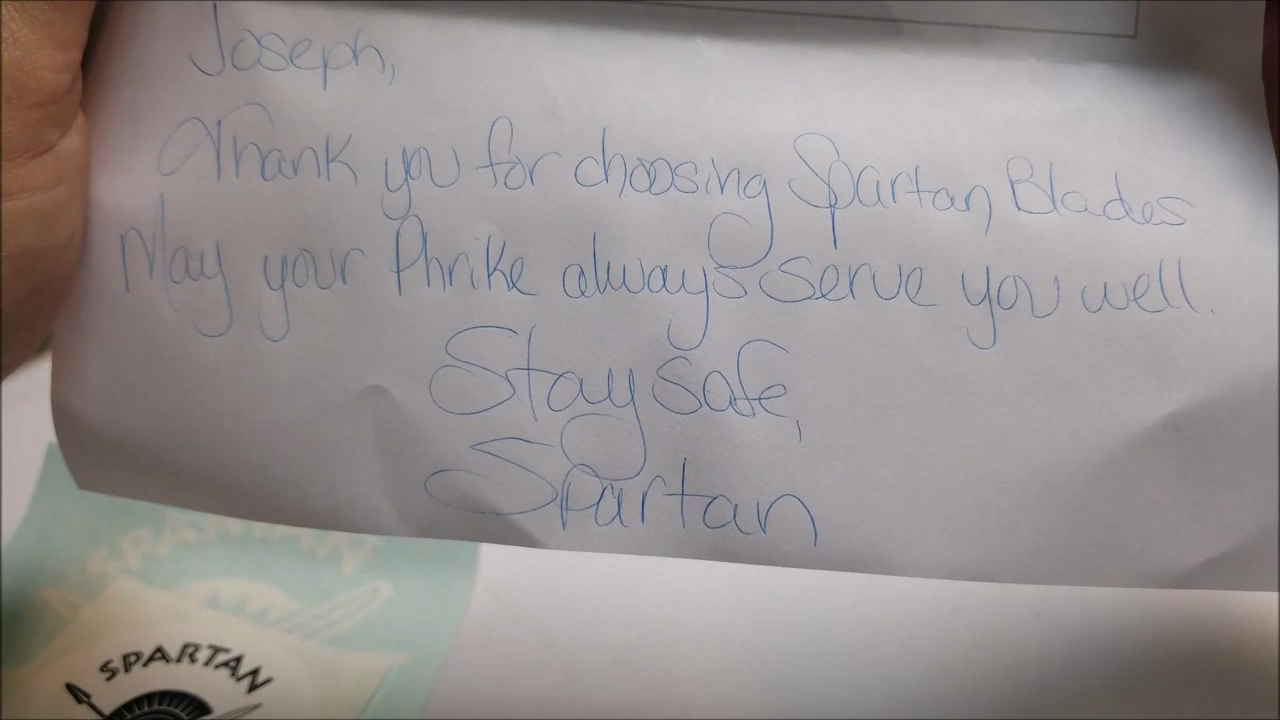 Joseph,
Thank you for choosing Spartan Blades.
May your Phrike always serve you well.
Stay safe,
Spartan
SPARTAN
SPARTAN